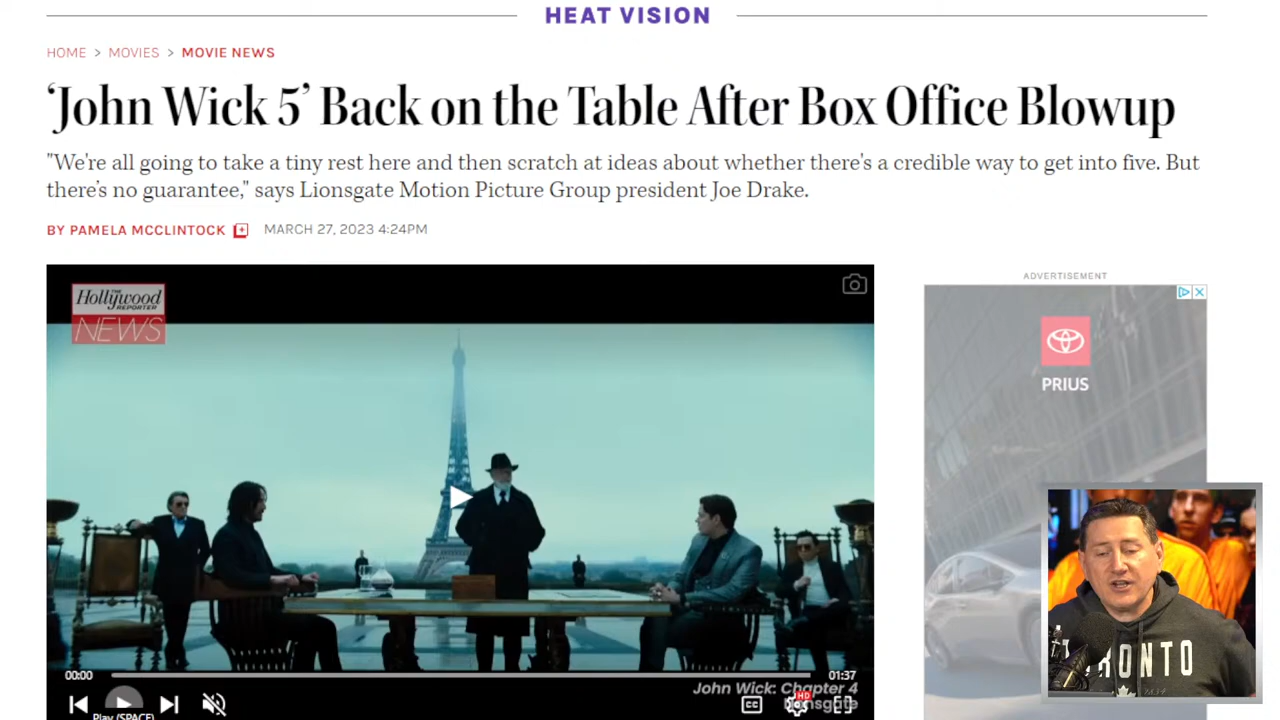 HEAT VISION
HOME > MOVIES > MOVIE NEWS
‘John Wick 5’ Back on the Table After Box Office Blowup
"We're all going to take a tiny rest here and then scratch at ideas about whether there's a credible way to get into five. But
there's no guarantee," says Lionsgate Motion Picture Group president Joe Drake.
BY PAMELA MCCLINTOCK MARCH 27, 2023 4:24PM
ADVERTISEMENT
THE
Hollywood
REPORTER
NEWS
PRIUS
00:00
01:37
John Wick: Chapter 4
Lionsgate
HD
CC
Play (SPACE)
RONTO